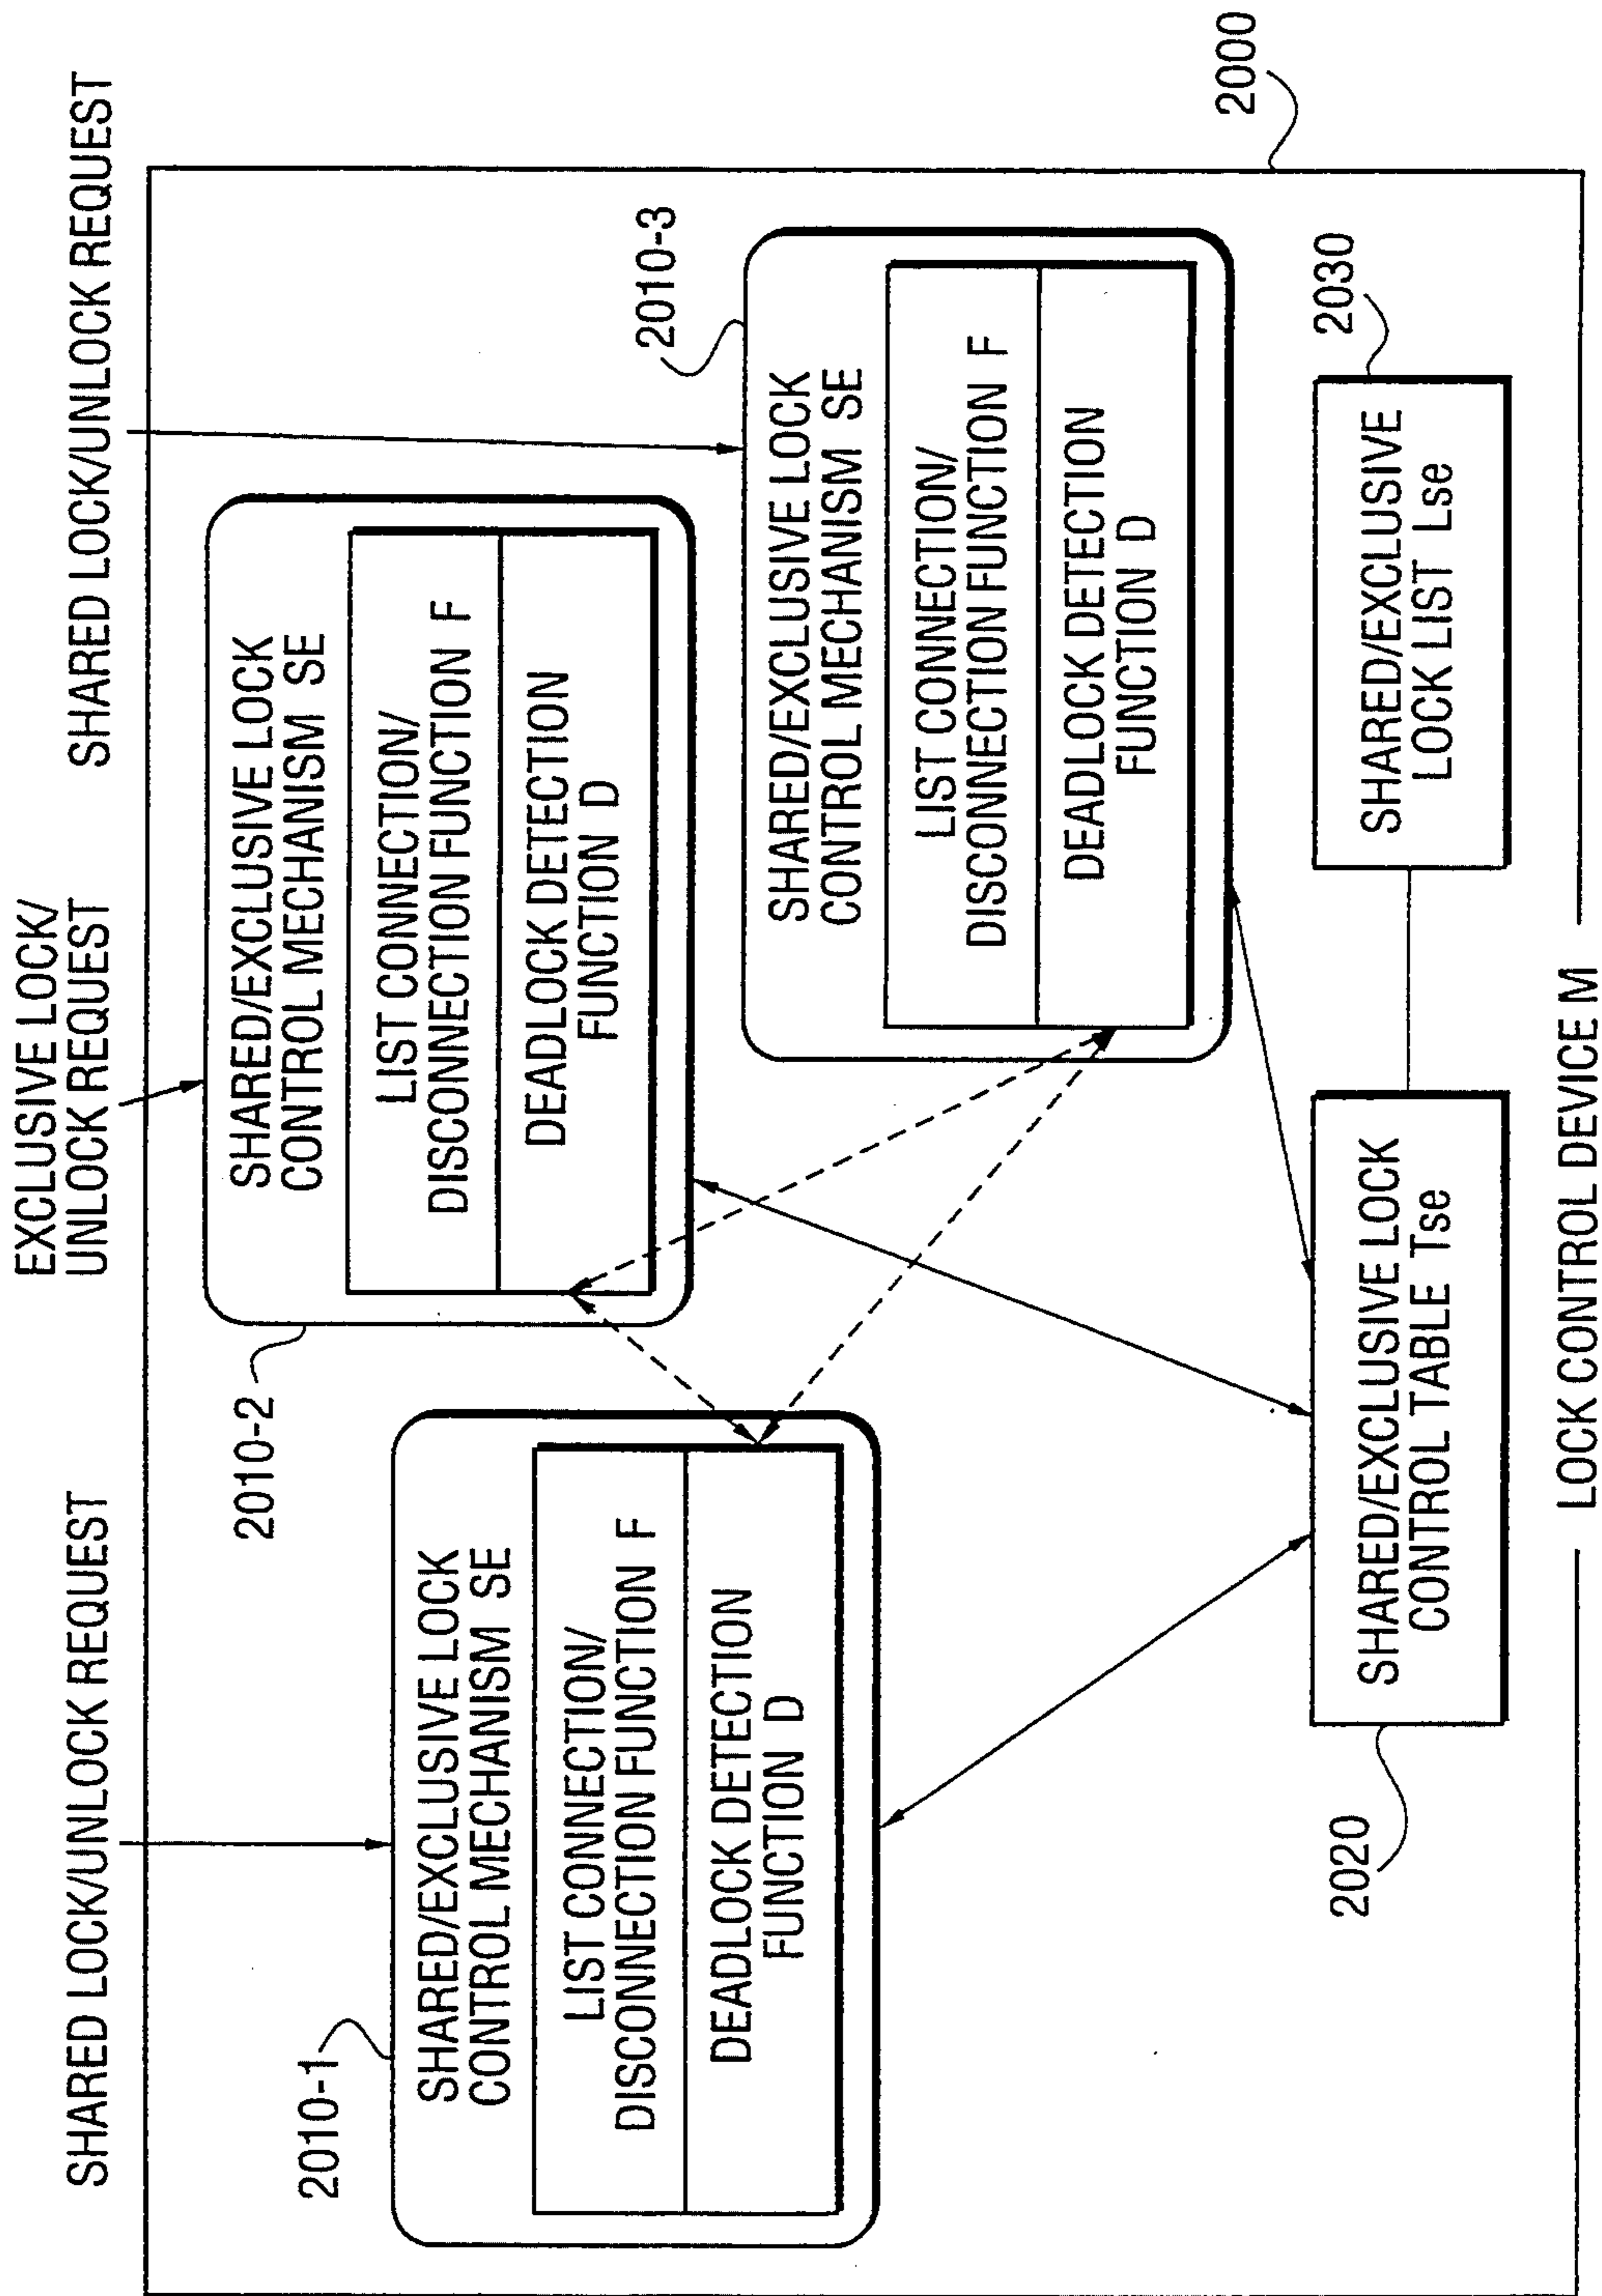 EXCLUSIVE LOCK/
UNLOCK REQUEST
SHARED LOCK/UNLOCK REQUEST
SHARED LOCK/UNLOCK REQUEST
2000
2010-1
SHARED/EXCLUSIVE LOCK
CONTROL MECHANISM SE
LIST CONNECTION/
DISCONNECTION FUNCTION F
DEADLOCK DETECTION
FUNCTION D
2010-2
SHARED/EXCLUSIVE LOCK
CONTROL MECHANISM SE
LIST CONNECTION/
DISCONNECTION FUNCTION F
DEADLOCK DETECTION
FUNCTION D
2010-3
SHARED/EXCLUSIVE LOCK
CONTROL MECHANISM SE
LIST CONNECTION/
DISCONNECTION FUNCTION F
DEADLOCK DETECTION
FUNCTION D
2020
SHARED/EXCLUSIVE LOCK
CONTROL TABLE Tse
2030
SHARED/EXCLUSIVE
LOCK LIST Lse
LOCK CONTROL DEVICE M